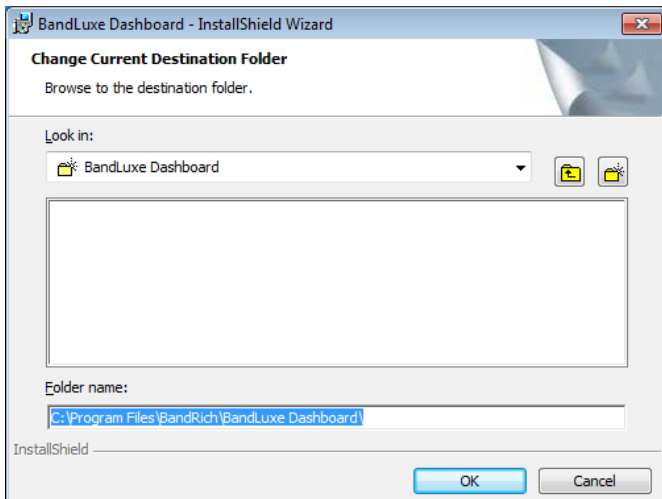 BandLuxe Dashboard - InstallShield Wizard
Change Current Destination Folder
Browse to the destination folder.
Look in:
BandLuxe Dashboard
Folder name:
C:\Program Files\BandRich\BandLuxe Dashboard\
InstallShield
OK Cancel